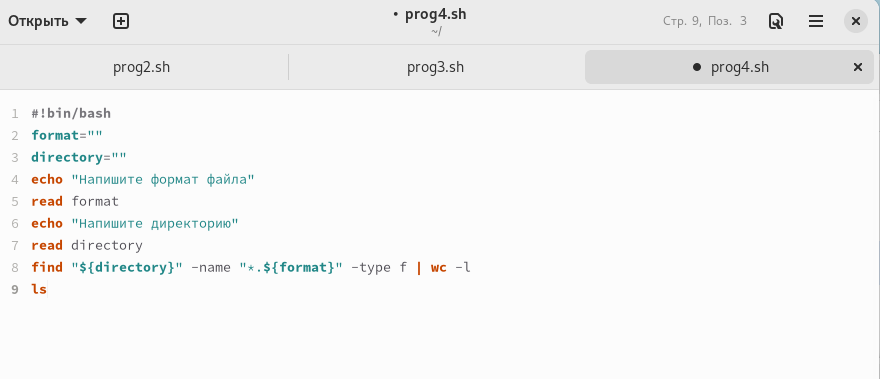 Открыть
• prog4.sh
~/
Стр. 9, Поз. 3
prog2.sh
prog3.sh
● prog4.sh
1 #!bin/bash
2 format=""
3 directory=""
4 echo "Напишите формат файла"
5 read format
6 echo "Напишите директорию"
7 read directory
8 find "${directory}" -name "*.${format}" -type f | wc -l
9 ls